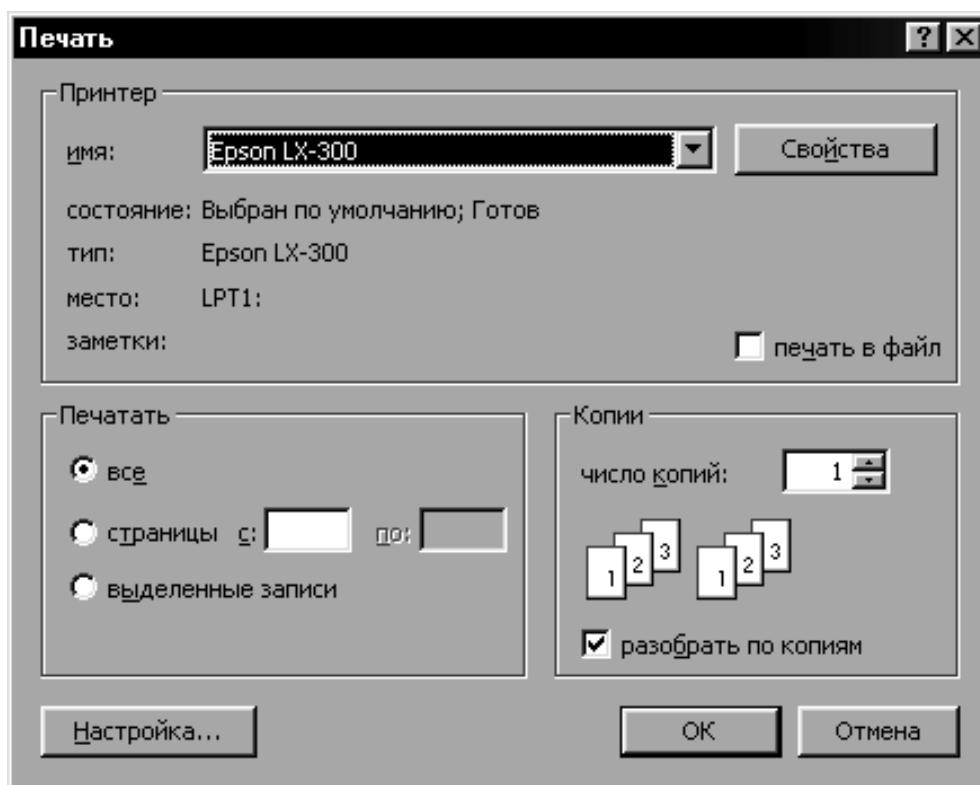 Печать
Принтер
имя: Epson LX-300 Свойства
состояние: Выбран по умолчанию; Готов
тип: Epson LX-300
место: LPT1:
заметки:
печать в файл
Печатать
все
страницы с: по:
выделенные записи
Копии
число копий: 1
1 2 3 1 2 3
разобрать по копиям
Настройка... ОК Отмена